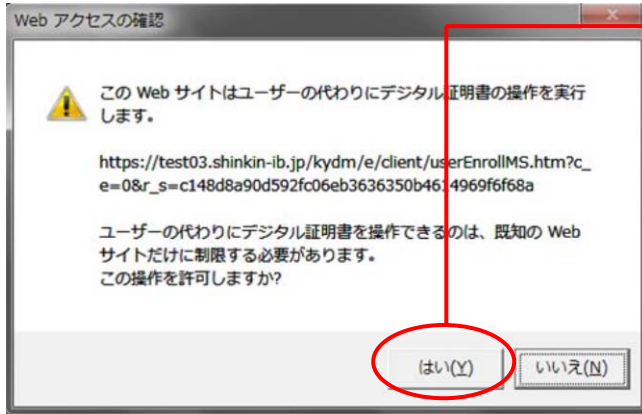 Web アクセスの確認
この Web サイトはユーザーの代わりにデジタル証明書の操作を実行
します。
https://test03.shinkin-ib.jp/kydm/e/client/userEnrollMS.htm?c_
e=0&r_s=c148d8a90d592fc06eb3636350b4614969f6f68a
ユーザーの代わりにデジタル証明書を操作できるのは、既知の Web
サイトだけに制限する必要があります。
この操作を許可しますか?
はい(Y) いいえ(N)